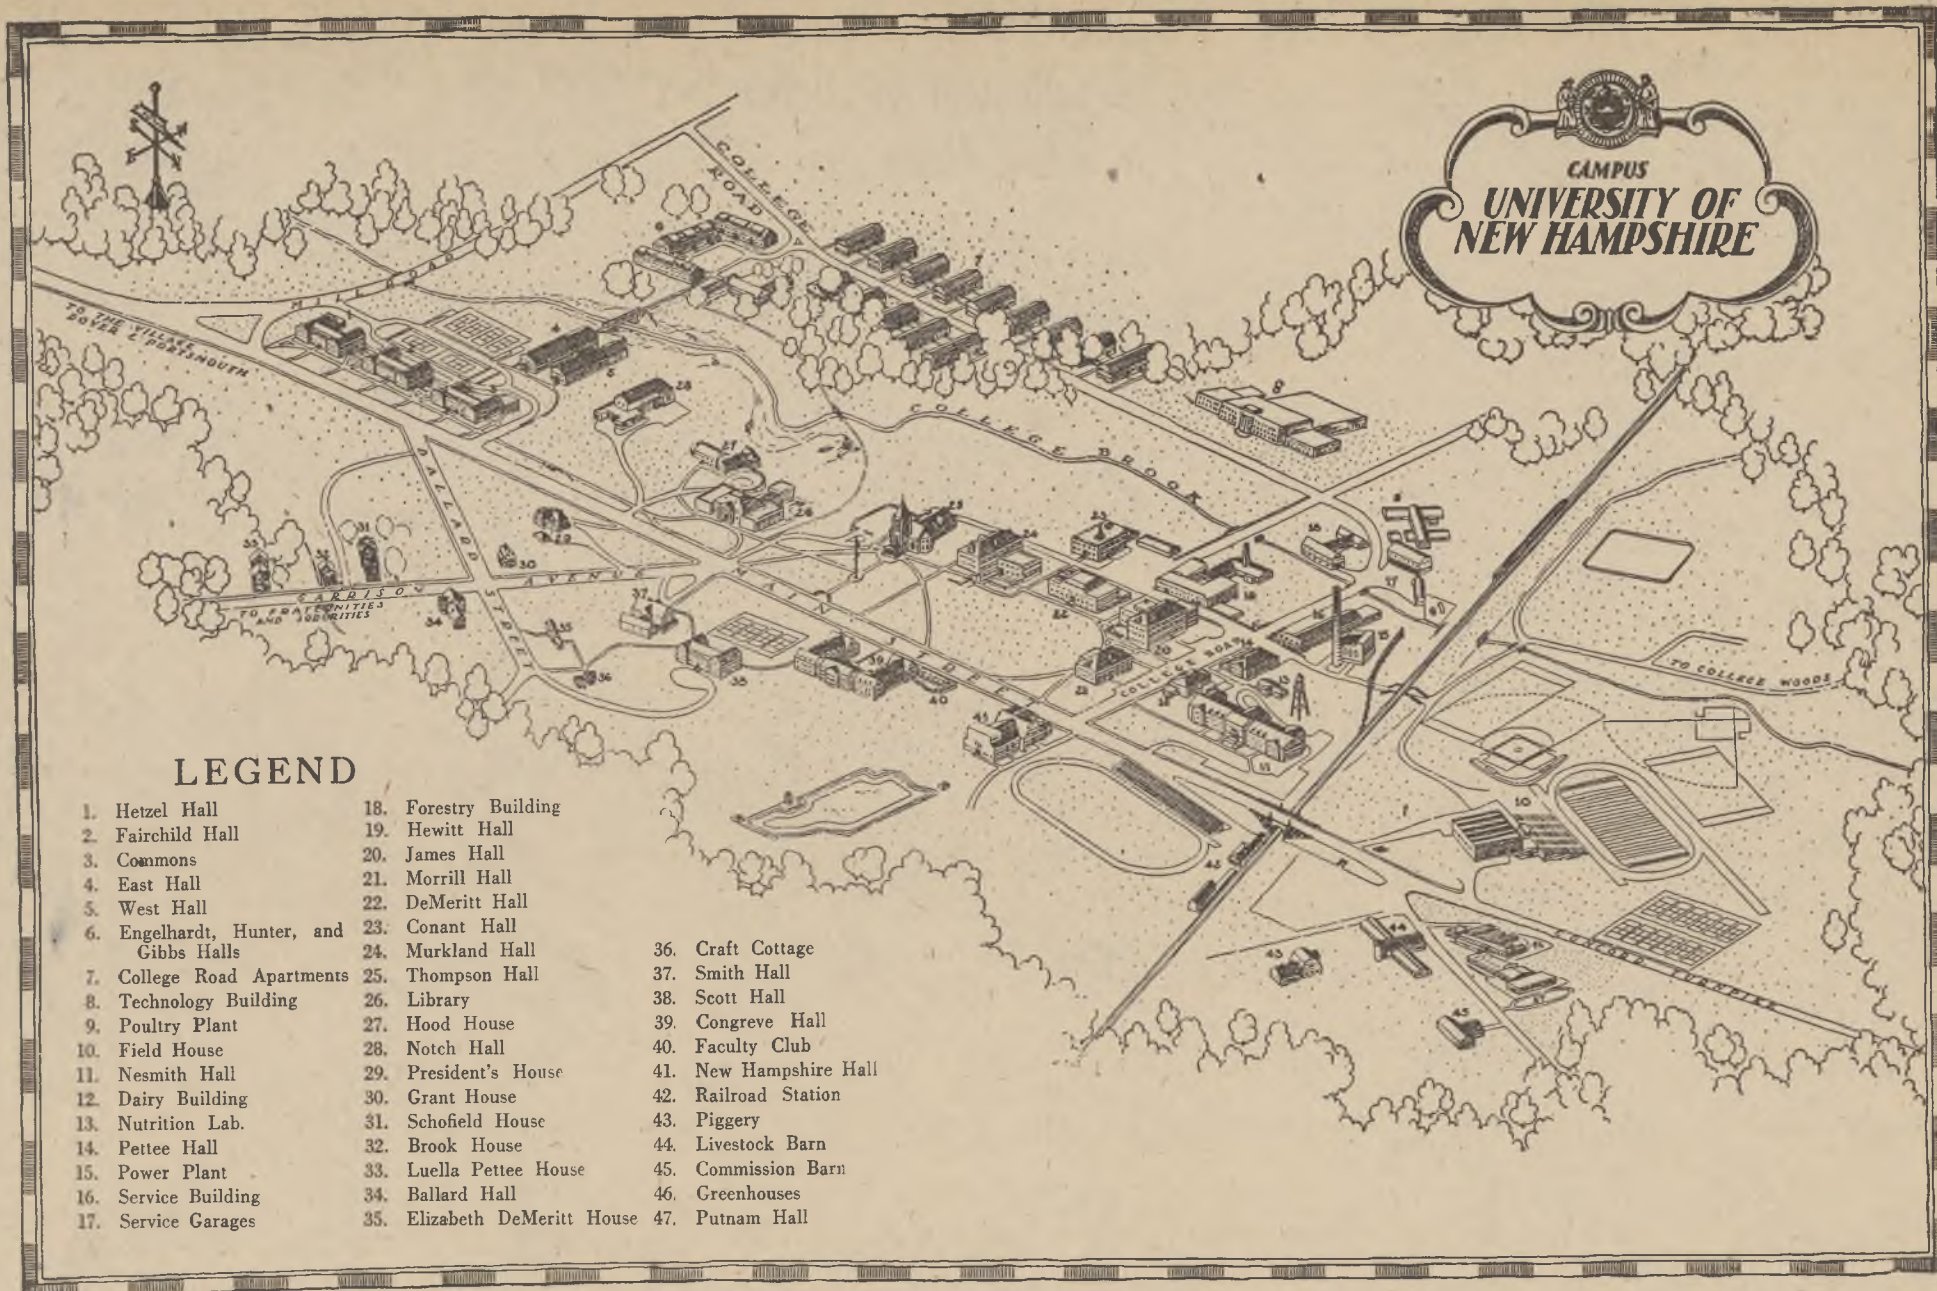 CAMPUS
UNIVERSITY OF
NEW HAMPSHIRE
COLLEGE
ROAD
MILL ROAD
TO THE VILLAGE
DOVER & PORTSMOUTH
COLLEGE BROOK
BALLARD
STREET
GARRISON AVENUE
TO FRATERNITIES
AND SORORITIES
MAIN STREET
COLLEGE ROAD
TO COLLEGE WOODS
CONCORD TURNPIKE
LEGEND
1. Hetzel Hall
2. Fairchild Hall
3. Commons
4. East Hall
5. West Hall
6. Engelhardt, Hunter, and
Gibbs Halls
7. College Road Apartments
8. Technology Building
9. Poultry Plant
10. Field House
11. Nesmith Hall
12. Dairy Building
13. Nutrition Lab.
14. Pettee Hall
15. Power Plant
16. Service Building
17. Service Garages
18. Forestry Building
19. Hewitt Hall
20. James Hall
21. Morrill Hall
22. DeMeritt Hall
23. Conant Hall
24. Murkland Hall
25. Thompson Hall
26. Library
27. Hood House
28. Notch Hall
29. President's House
30. Grant House
31. Schofield House
32. Brook House
33. Luella Pettee House
34. Ballard Hall
35. Elizabeth DeMeritt House
36. Craft Cottage
37. Smith Hall
38. Scott Hall
39. Congreve Hall
40. Faculty Club
41. New Hampshire Hall
42. Railroad Station
43. Piggery
44. Livestock Barn
45. Commission Barn
46. Greenhouses
47. Putnam Hall